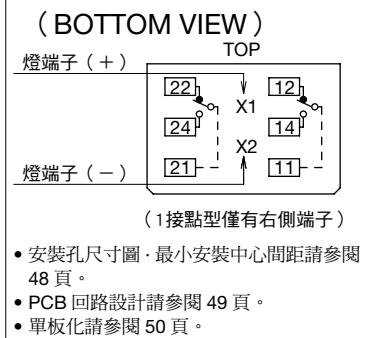 （BOTTOM VIEW）
TOP
燈端子（＋）
22 12
X1
24 14
X2
21 11
燈端子（－）
（1接點型僅有右側端子）
• 安裝孔尺寸圖 · 最小安裝中心間距請參閱
48 頁。
• PCB 回路設計請參閱 49 頁。
• 單板化請參閱 50 頁。